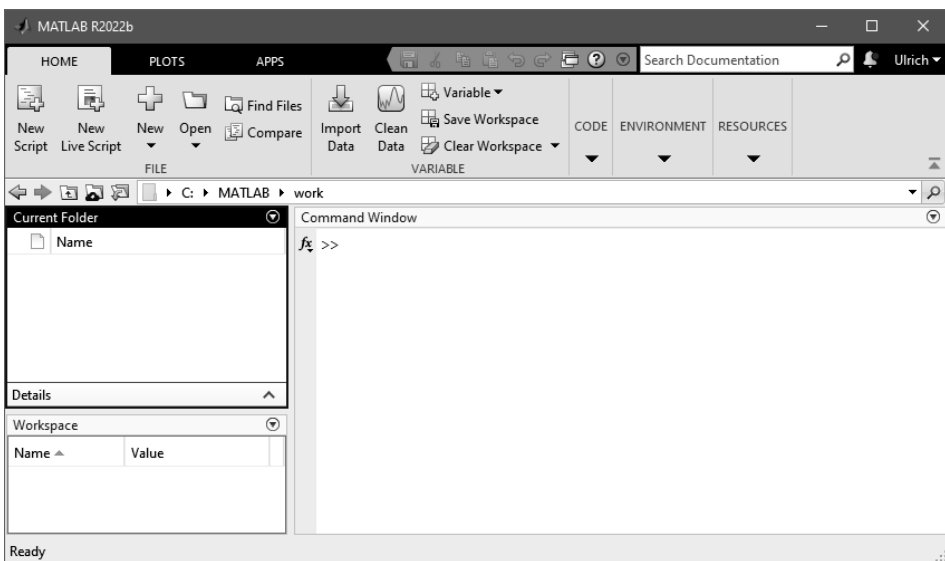 MATLAB R2022b
HOME PLOTS APPS Search Documentation Ulrich
New Script New Live Script New Open Find Files Compare
FILE
Import Data Clean Data Variable Save Workspace Clear Workspace
VARIABLE
CODE ENVIRONMENT RESOURCES
C: MATLAB work
Current Folder
Name
Details
Workspace
Name Value
Command Window
fx >>
Ready